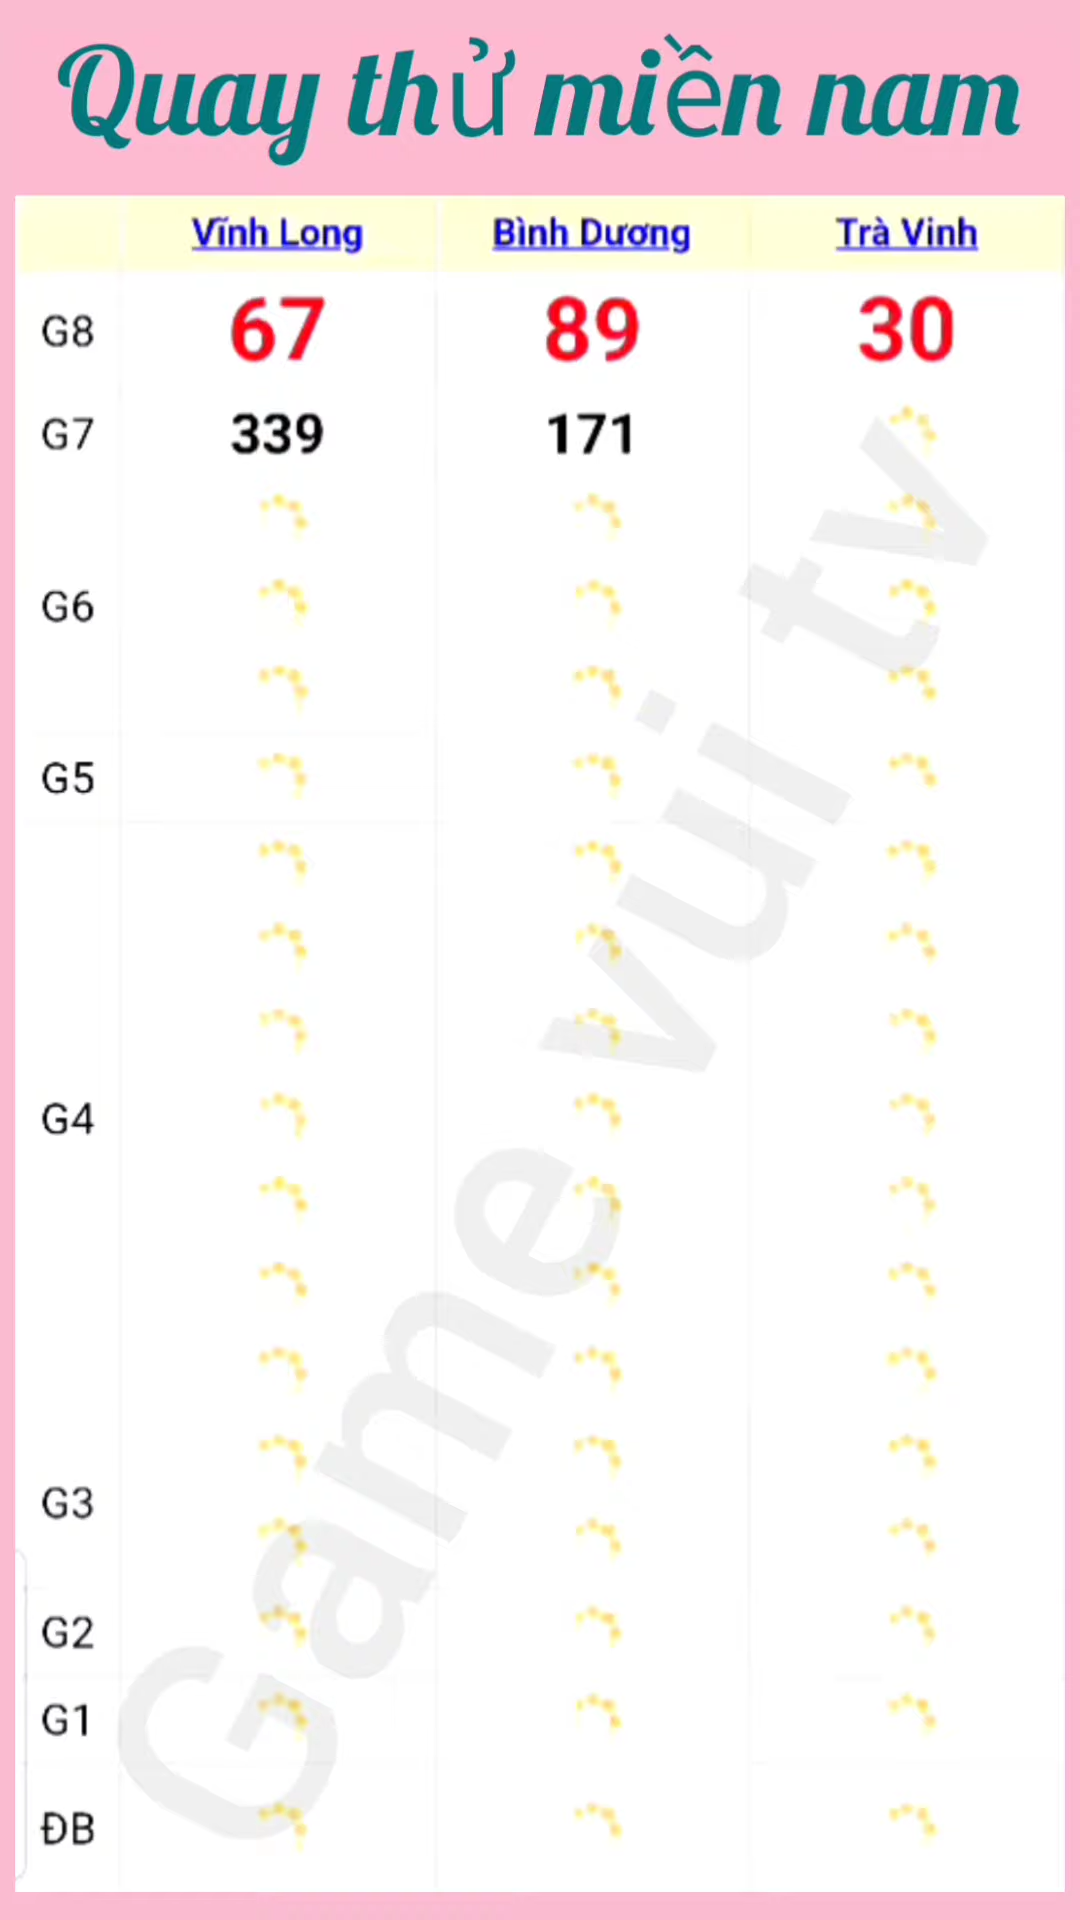 Quay thử miền nam
Vĩnh Long Bình Dương Trà Vinh
G8 67 89 30
G7 339 171
G6
G5
G4
G3
G2
G1
ĐB
Game vui tv